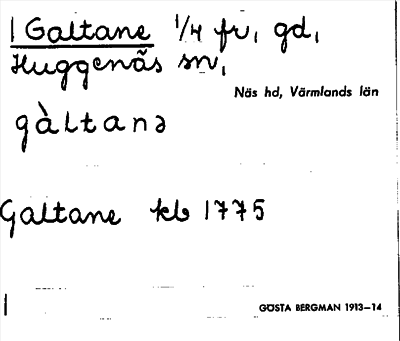 1 Galtane 1/4 fr, gd,
Huggenäs sn,
Näs hd, Värmlands län
gàltanə
Galtane kb 1775
GÖSTA BERGMAN 1913–14